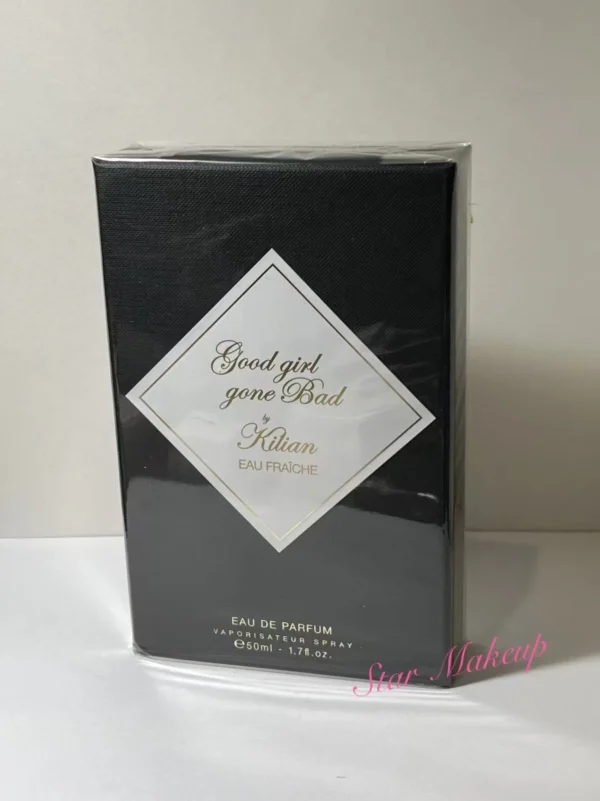 Good girl
gone Bad
by
Kilian
EAU FRAÎCHE
EAU DE PARFUM
VAPORISATEUR SPRAY
℮50ml - 1.7fl.oz.
Star Makeup